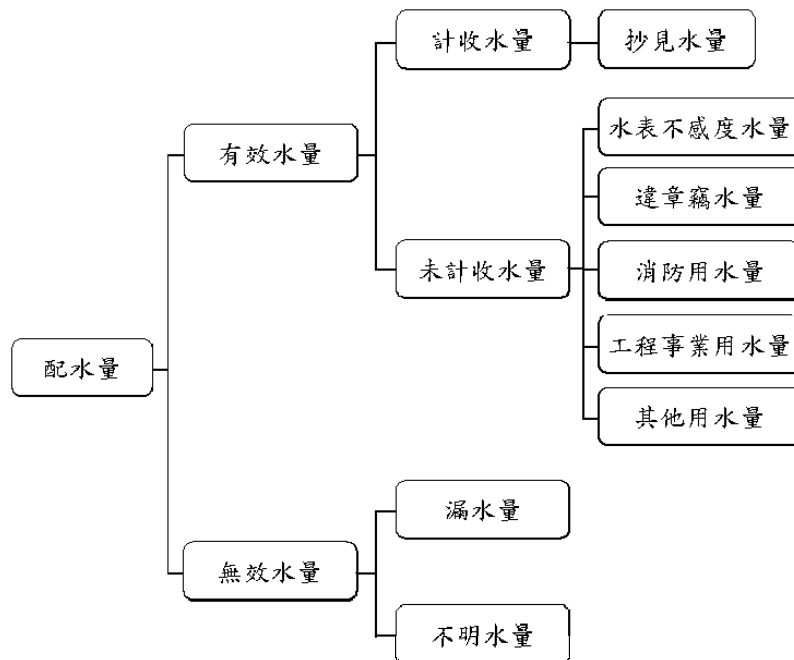 計收水量
抄見水量
水表不感度水量
有效水量
違章竊水量
未計收水量
消防用水量
配水量
工程事業用水量
其他用水量
漏水量
無效水量
不明水量